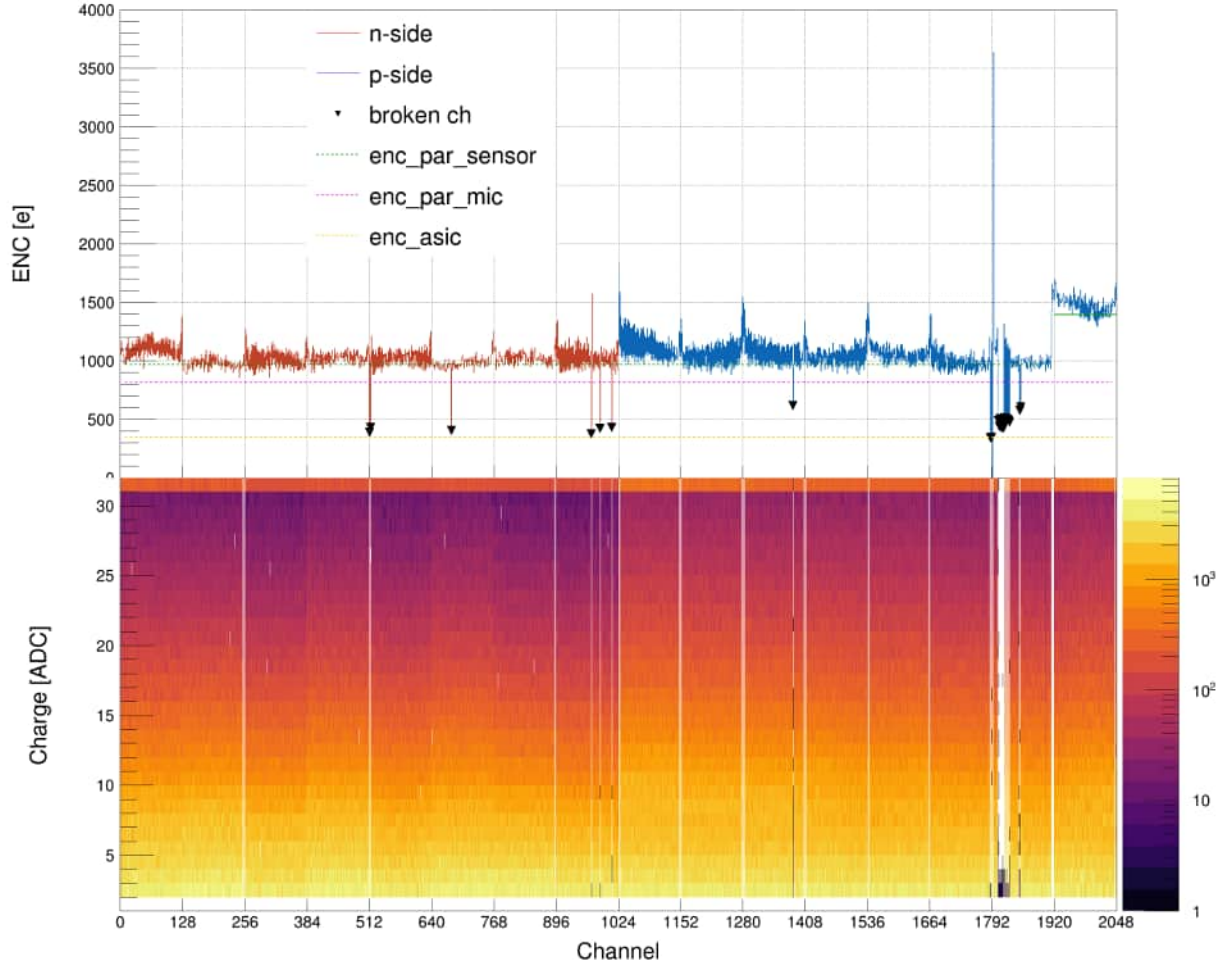 4000
3500
3000
2500
2000
1500
1000
500
0
ENC [e]
n-side
p-side
broken ch
enc_par_sensor
enc_par_mic
enc_asic
30
25
20
15
10
5
Charge [ADC]
10³
10²
10
1
0 128 256 384 512 640 768 896 1024 1152 1280 1408 1536 1664 1792 1920 2048
Channel